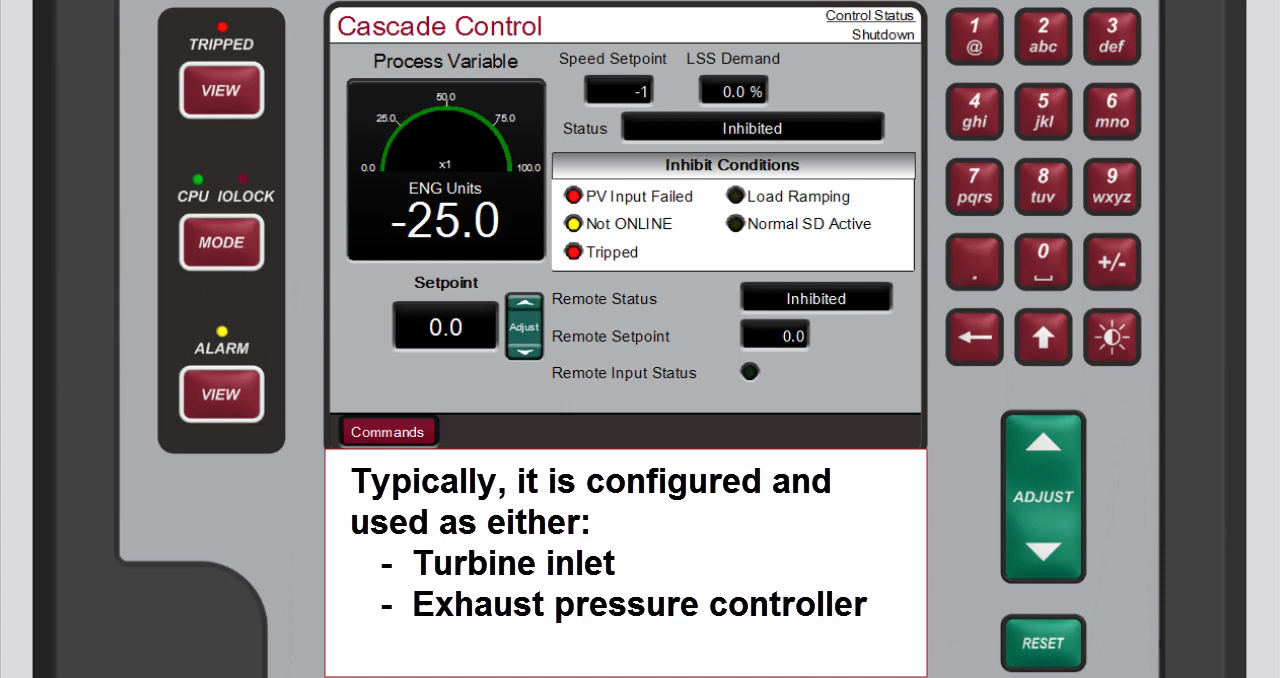 TRIPPED
VIEW
CPU IOLOCK
MODE
ALARM
VIEW
Cascade Control
Control Status
Shutdown
Process Variable
50.0
25.0
75.0
0.0
x1
100.0
ENG Units
-25.0
Speed Setpoint LSS Demand
-1 0.0 %
Status Inhibited
Inhibit Conditions
PV Input Failed Load Ramping
Not ONLINE Normal SD Active
Tripped
Setpoint
0.0
Adjust
Remote Status Inhibited
Remote Setpoint 0.0
Remote Input Status
Commands
Typically, it is configured and
used as either:
- Turbine inlet
- Exhaust pressure controller
1 2 3
@ abc def
4 5 6
ghi jkl mno
7 8 9
pqrs tuv wxyz
. 0 +/-
ADJUST
RESET